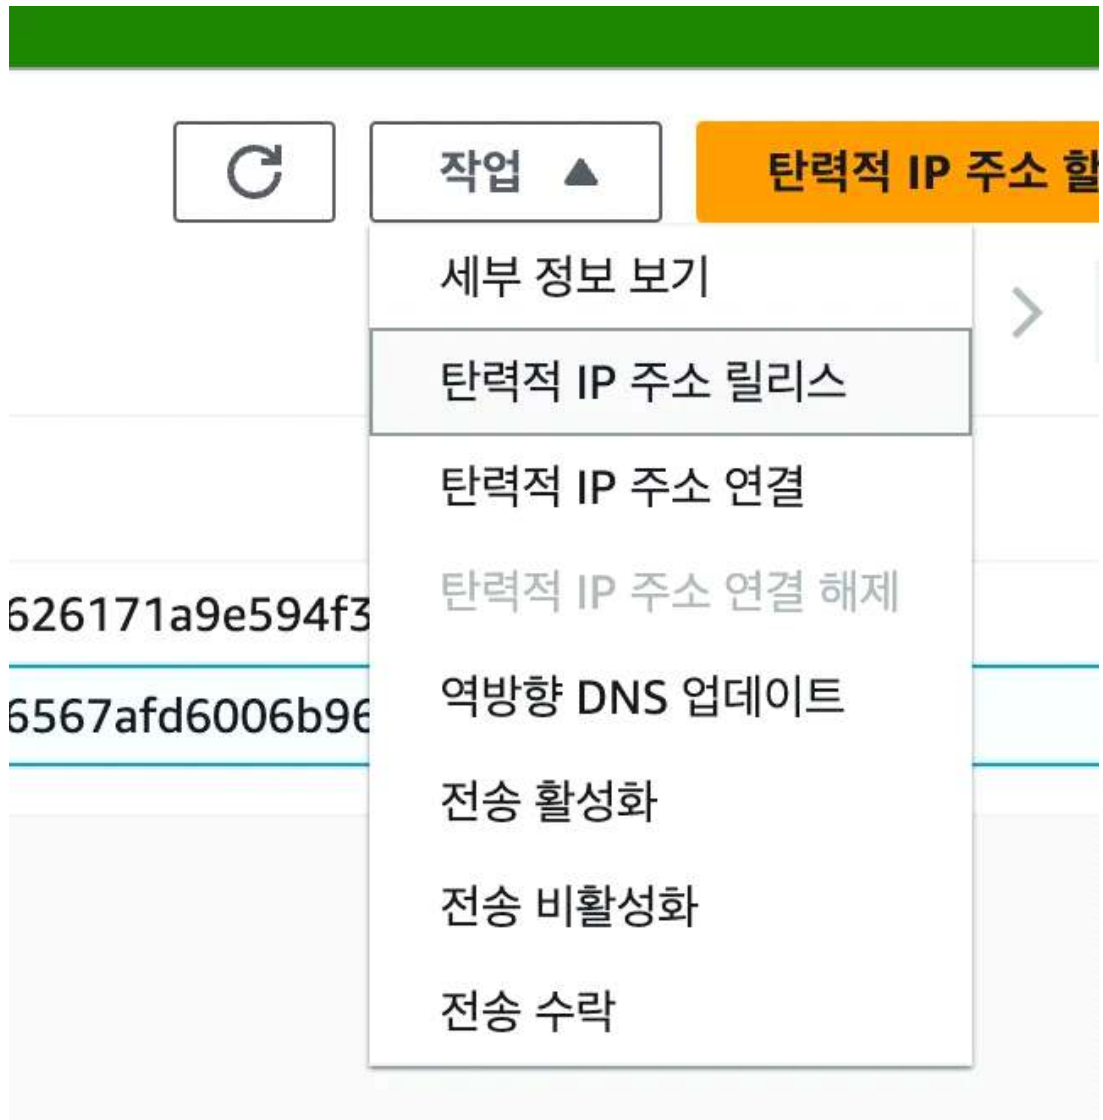 작업 탄력적 IP 주소 할
세부 정보 보기
탄력적 IP 주소 릴리스
탄력적 IP 주소 연결
탄력적 IP 주소 연결 해제
626171a9e594f3
역방향 DNS 업데이트
6567afd6006b96
전송 활성화
전송 비활성화
전송 수락